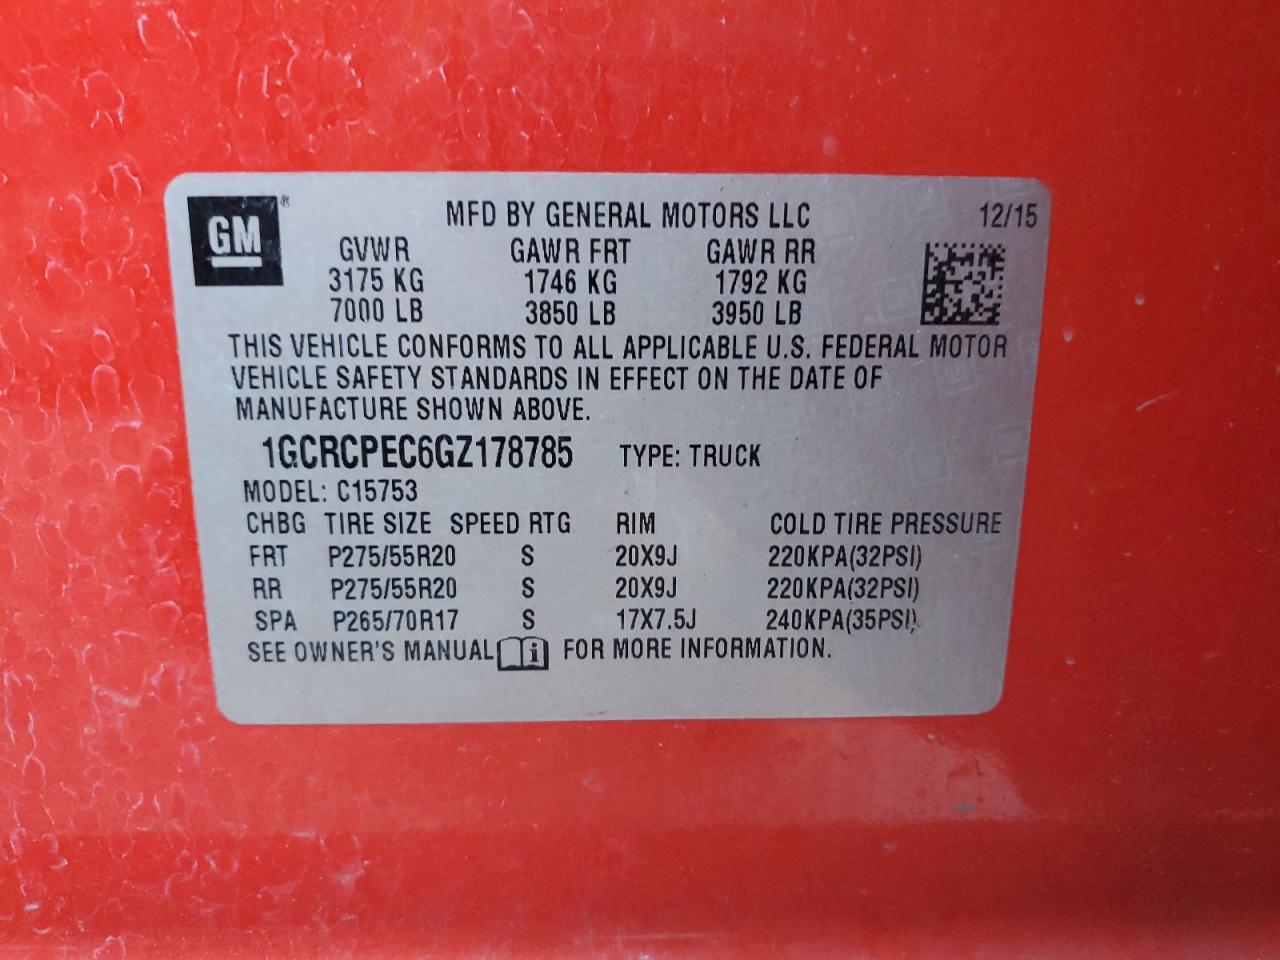 GM® MFD BY GENERAL MOTORS LLC 12/15
GVWR GAWR FRT GAWR RR
3175 KG 1746 KG 1792 KG
7000 LB 3850 LB 3950 LB
THIS VEHICLE CONFORMS TO ALL APPLICABLE U.S. FEDERAL MOTOR
VEHICLE SAFETY STANDARDS IN EFFECT ON THE DATE OF
MANUFACTURE SHOWN ABOVE.
1GCRCPEC6GZ178785 TYPE: TRUCK
MODEL: C15753
CHBG TIRE SIZE SPEED RTG RIM COLD TIRE PRESSURE
FRT P275/55R20 S 20X9J 220KPA(32PSI)
RR P275/55R20 S 20X9J 220KPA(32PSI)
SPA P265/70R17 S 17X7.5J 240KPA(35PSI)
SEE OWNER'S MANUAL i FOR MORE INFORMATION.